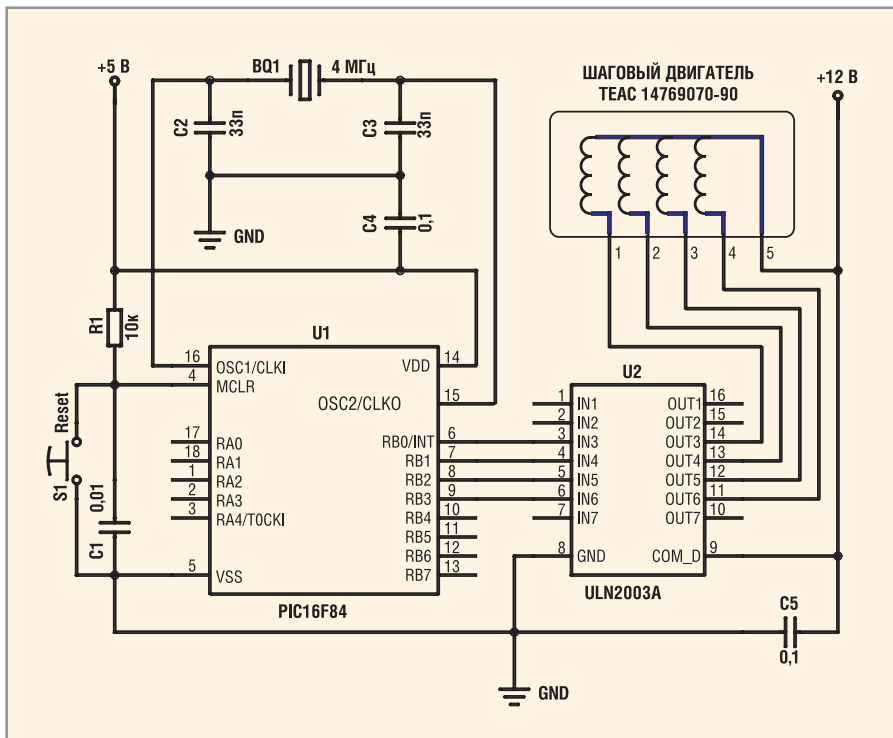 +5 В
BQ1
4 МГц
C2
33п
C3
33п
C4
0,1
GND
ШАГОВЫЙ ДВИГАТЕЛЬ
TEAC 14769070-90
+12 В
1
2
3
4
5
R1
10к
Reset
S1
0,01
C1
U1
16
OSC1/CLKI
4
MCLR
17
RA0
18
RA1
1
RA2
2
RA3
3
RA4/T0CKI
5
VSS
VDD
14
OSC2/CLKO
15
RB0/INT
6
RB1
7
RB2
8
RB3
9
RB4
10
RB5
11
RB6
12
RB7
13
PIC16F84
U2
1
IN1
2
IN2
3
IN3
4
IN4
5
IN5
6
IN6
7
IN7
8
GND
OUT1
16
OUT2
15
OUT3
14
OUT4
13
OUT5
12
OUT6
11
OUT7
10
COM_D
9
ULN2003A
C5
0,1
GND